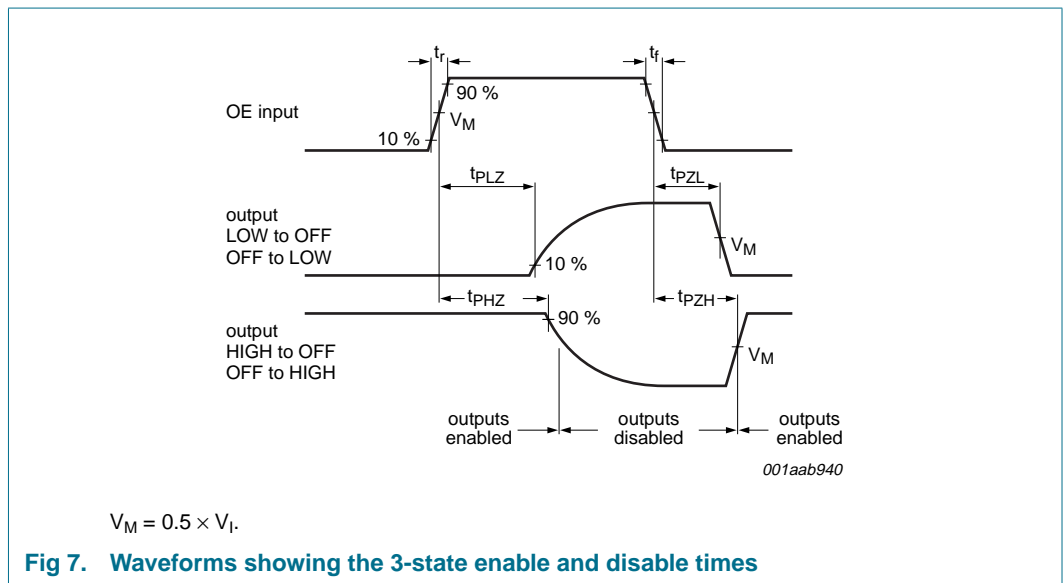 tr tf
90 %
OE input VM
10 %
tPLZ tPZL
output
LOW to OFF
OFF to LOW
VM
10 %
tPHZ tPZH
90 %
output
HIGH to OFF
OFF to HIGH
VM
outputs enabled
outputs disabled
outputs enabled
001aab940
VM = 0.5 × VI.
Fig 7. Waveforms showing the 3-state enable and disable times